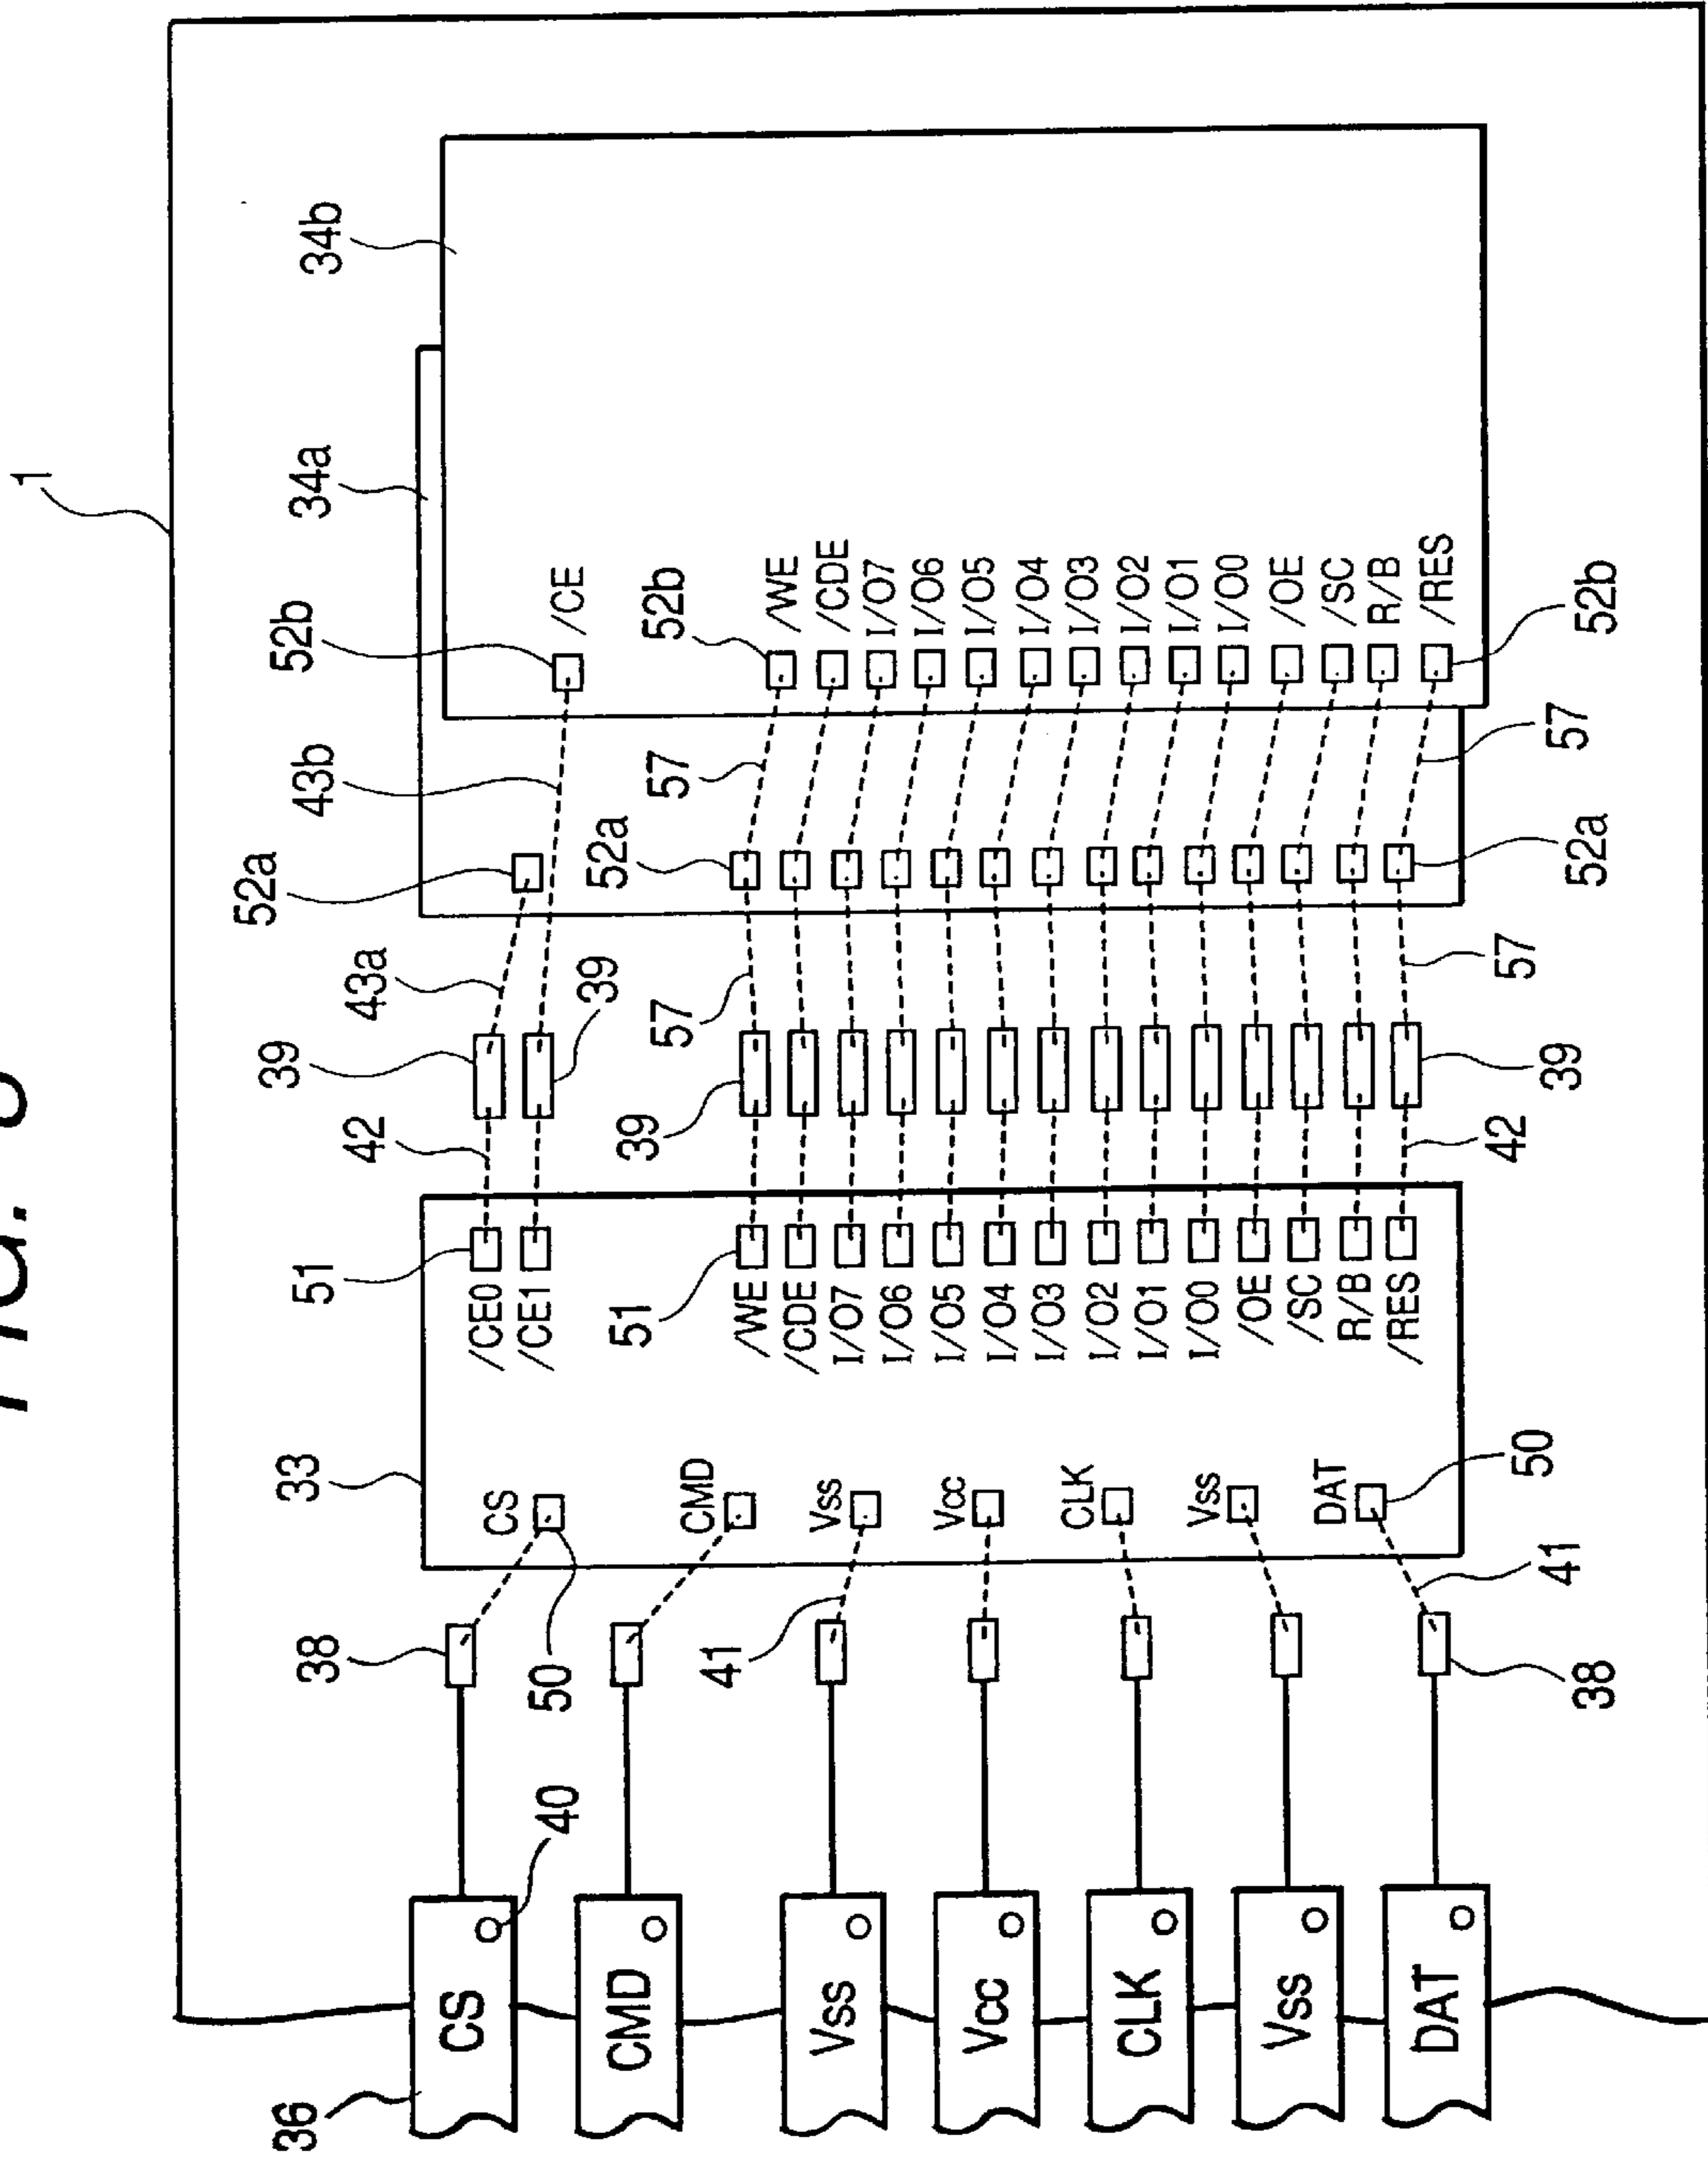 FIG.
1
36
38
33
51
42
39
43a
52a
43b
52b
34a
34b
CS
40
50
CS
/CE0
/CE1
39
/CE
CMD
CMD
41
51
39
57
52a
57
52b
/WE
/CDE
I/O7
I/O6
I/O5
I/O4
I/O3
I/O2
I/O1
I/O0
/OE
/SC
R/B
/RES
/WE
/CDE
I/O7
I/O6
I/O5
I/O4
I/O3
I/O2
I/O1
I/O0
/OE
/SC
R/B
/RES
Vss
Vss
Vcc
Vcc
CLK
CLK
Vss
Vss
DAT
DAT
38
41
50
42
39
57
52a
57
52b